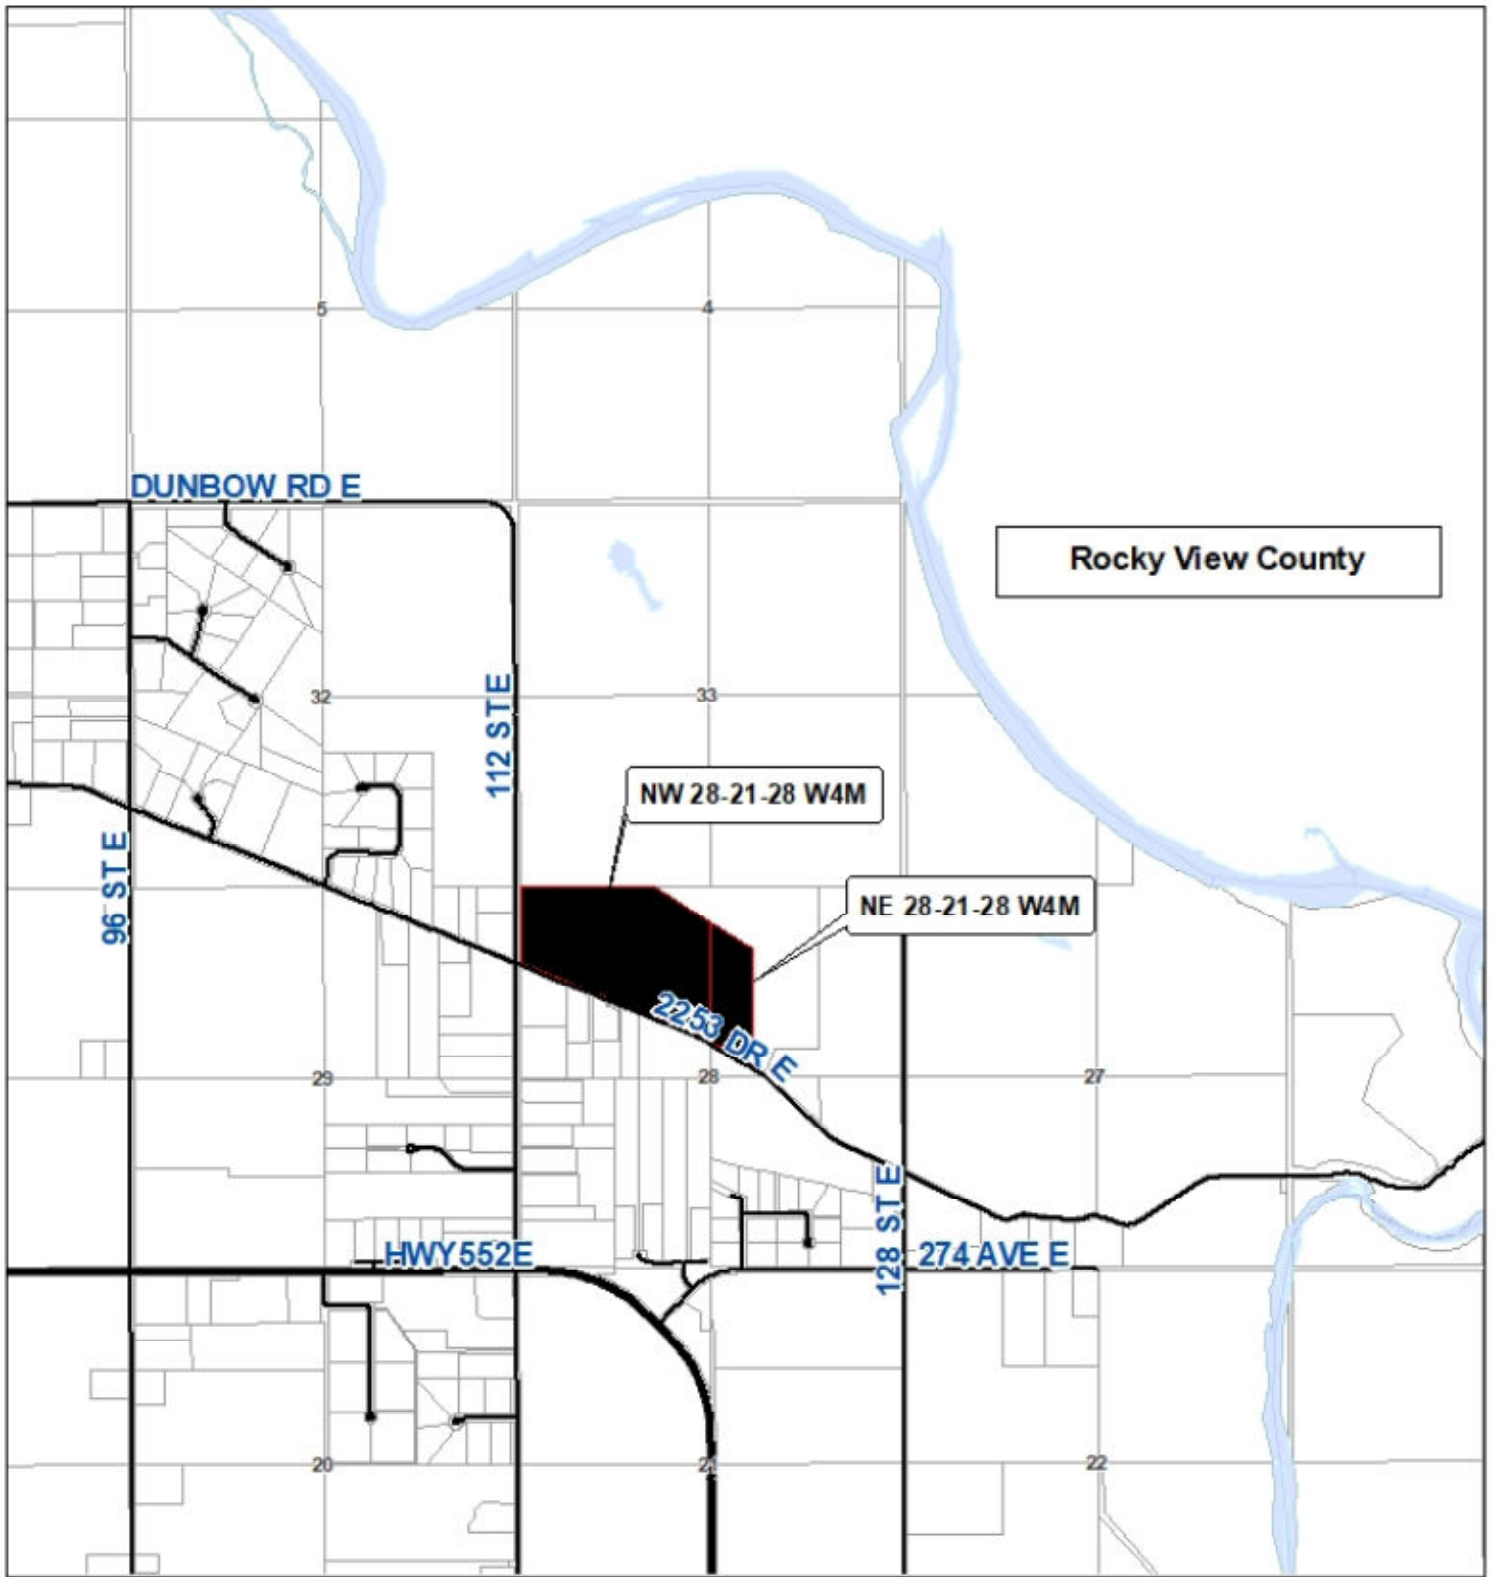 5
4
DUNBOW RD E
Rocky View County
32
33
112 ST E
NW 28-21-28 W4M
96 ST E
NE 28-21-28 W4M
2253 DR E
29
28
27
128 ST E
HWY 552 E
274 AVE E
20
21
22